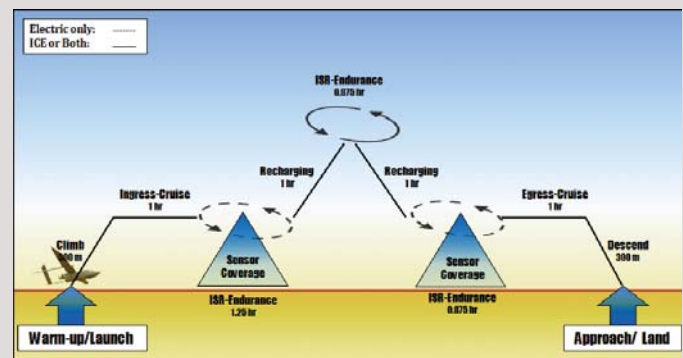 Electric only:
ICE or Both:
ISR-Endurance
0.875 hr
Recharging
1 hr
Recharging
1 hr
Ingress-Cruise
1 hr
Egress-Cruise
1 hr
Climb
300 m
Sensor
Coverage
Sensor
Coverage
Descend
300 m
ISR-Endurance
1.25 hr
ISR-Endurance
0.875 hr
Warm-up/Launch
Approach/ Land